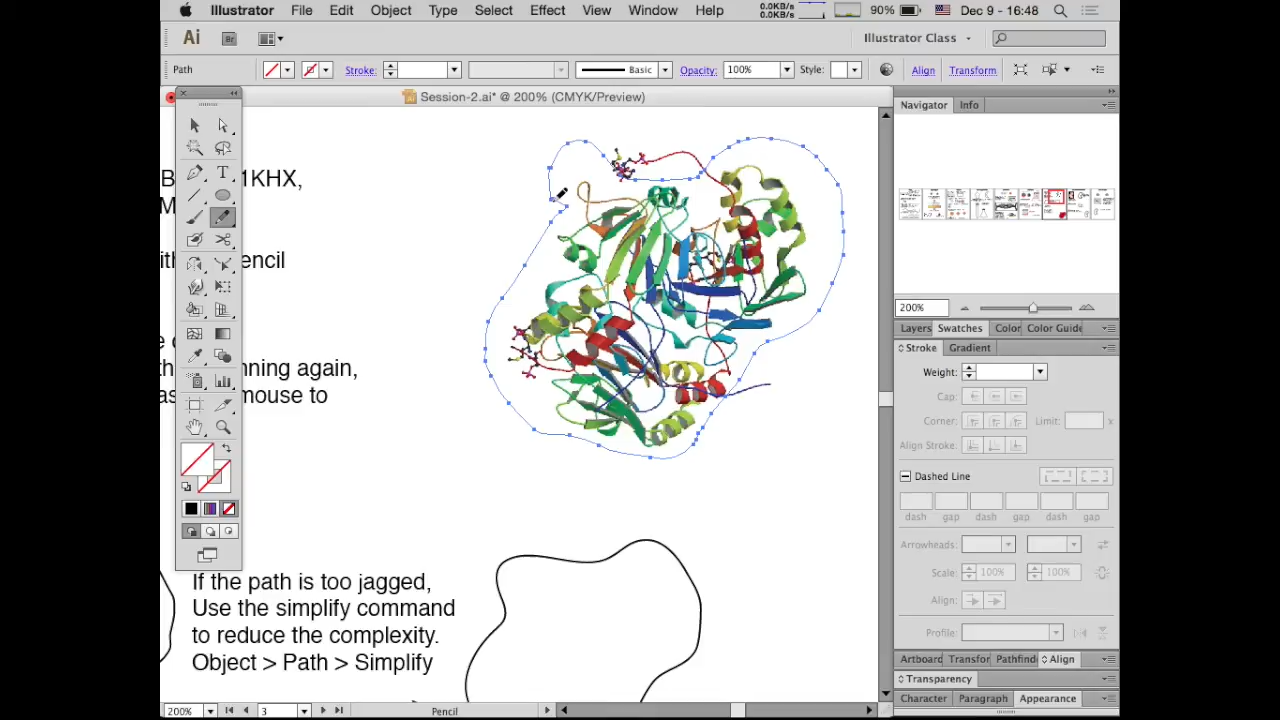 Illustrator File Edit Object Type Select Effect View Window Help 0.0KB/s 0.0KB/s 90% Dec 9 - 16:48
Ai Br Illustrator Class
Path Stroke: Basic Opacity: 100% Style: Align Transform
Session-2.ai* @ 200% (CMYK/Preview)
Navigator Info
1KHX,
encil
nning again,
mouse to
If the path is too jagged,
Use the simplify command
to reduce the complexity.
Object > Path > Simplify
200%
Layers Swatches Color Color Guide
Stroke Gradient
Weight:
Cap:
Corner: Limit: x
Align Stroke:
Dashed Line
dash gap dash gap dash gap
Arrowheads:
Scale: 100% 100%
Align:
Profile:
Artboard Transfor Pathfind Align
Transparency
Character Paragraph Appearance
200% 3 Pencil